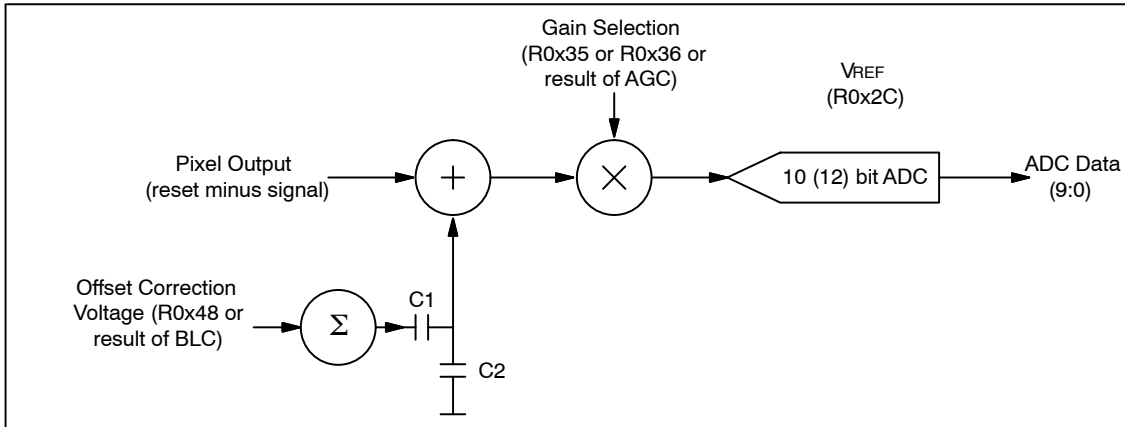 Gain Selection
(R0x35 or R0x36 or
result of AGC)
VREF
(R0x2C)
Pixel Output
(reset minus signal)
+
×
10 (12) bit ADC
ADC Data
(9:0)
Offset Correction
Voltage (R0x48 or
result of BLC)
Σ
C1
C2